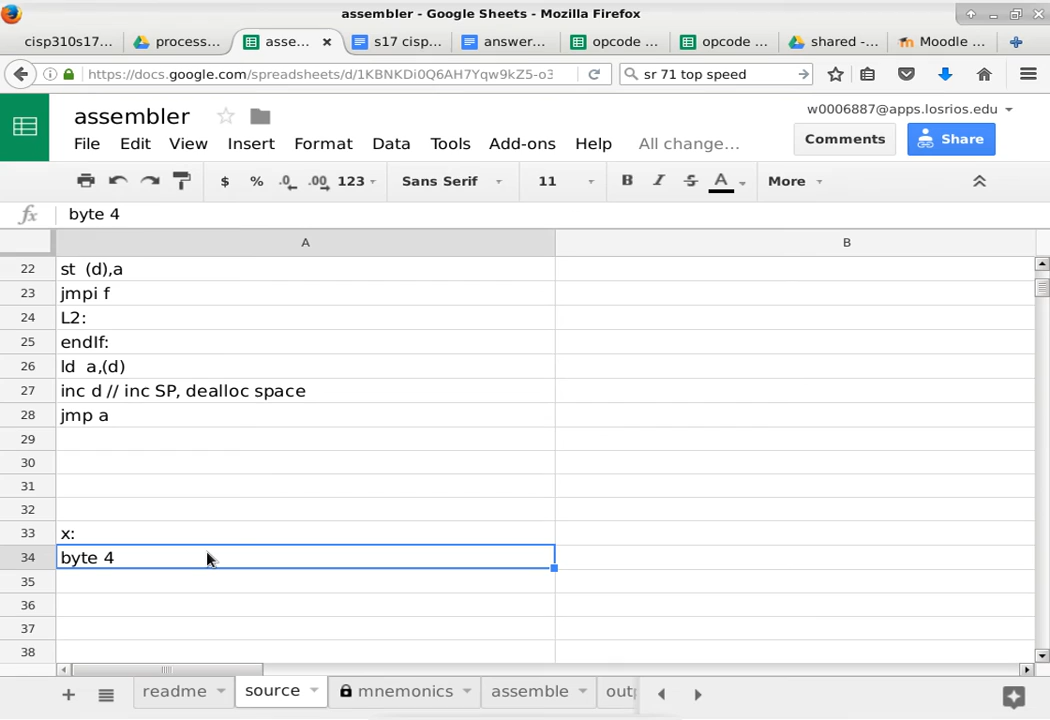 assembler - Google Sheets - Mozilla Firefox
cisp310s17... process... asse... s17 cisp... answer... opcode ... opcode ... shared -... Moodle ...
https://docs.google.com/spreadsheets/d/1KBNKDi0Q6AH7Yqw9kZ5-o3 sr 71 top speed
assembler w0006887@apps.losrios.edu
File Edit View Insert Format Data Tools Add-ons Help All change... Comments Share
$ % .0 .00 123 Sans Serif 11 B I S A More
fx byte 4
A B
22 st (d),a
23 jmpi f
24 L2:
25 endIf:
26 ld a,(d)
27 inc d // inc SP, dealloc space
28 jmp a
29
30
31
32
33 x:
34 byte 4
35
36
37
38
readme source mnemonics assemble outp